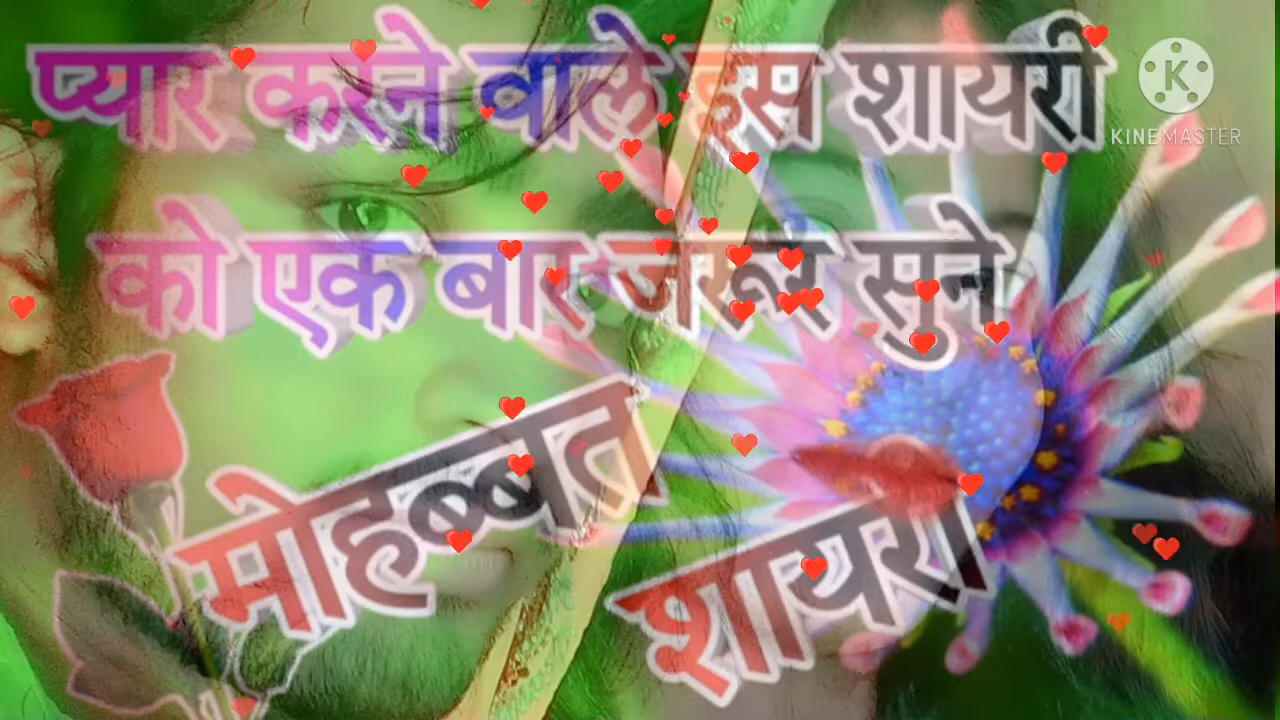 प्यार करने वाले इस शायरी
KINEMASTER
को एक बार जरूर सुने
मोहब्बत
शायरी